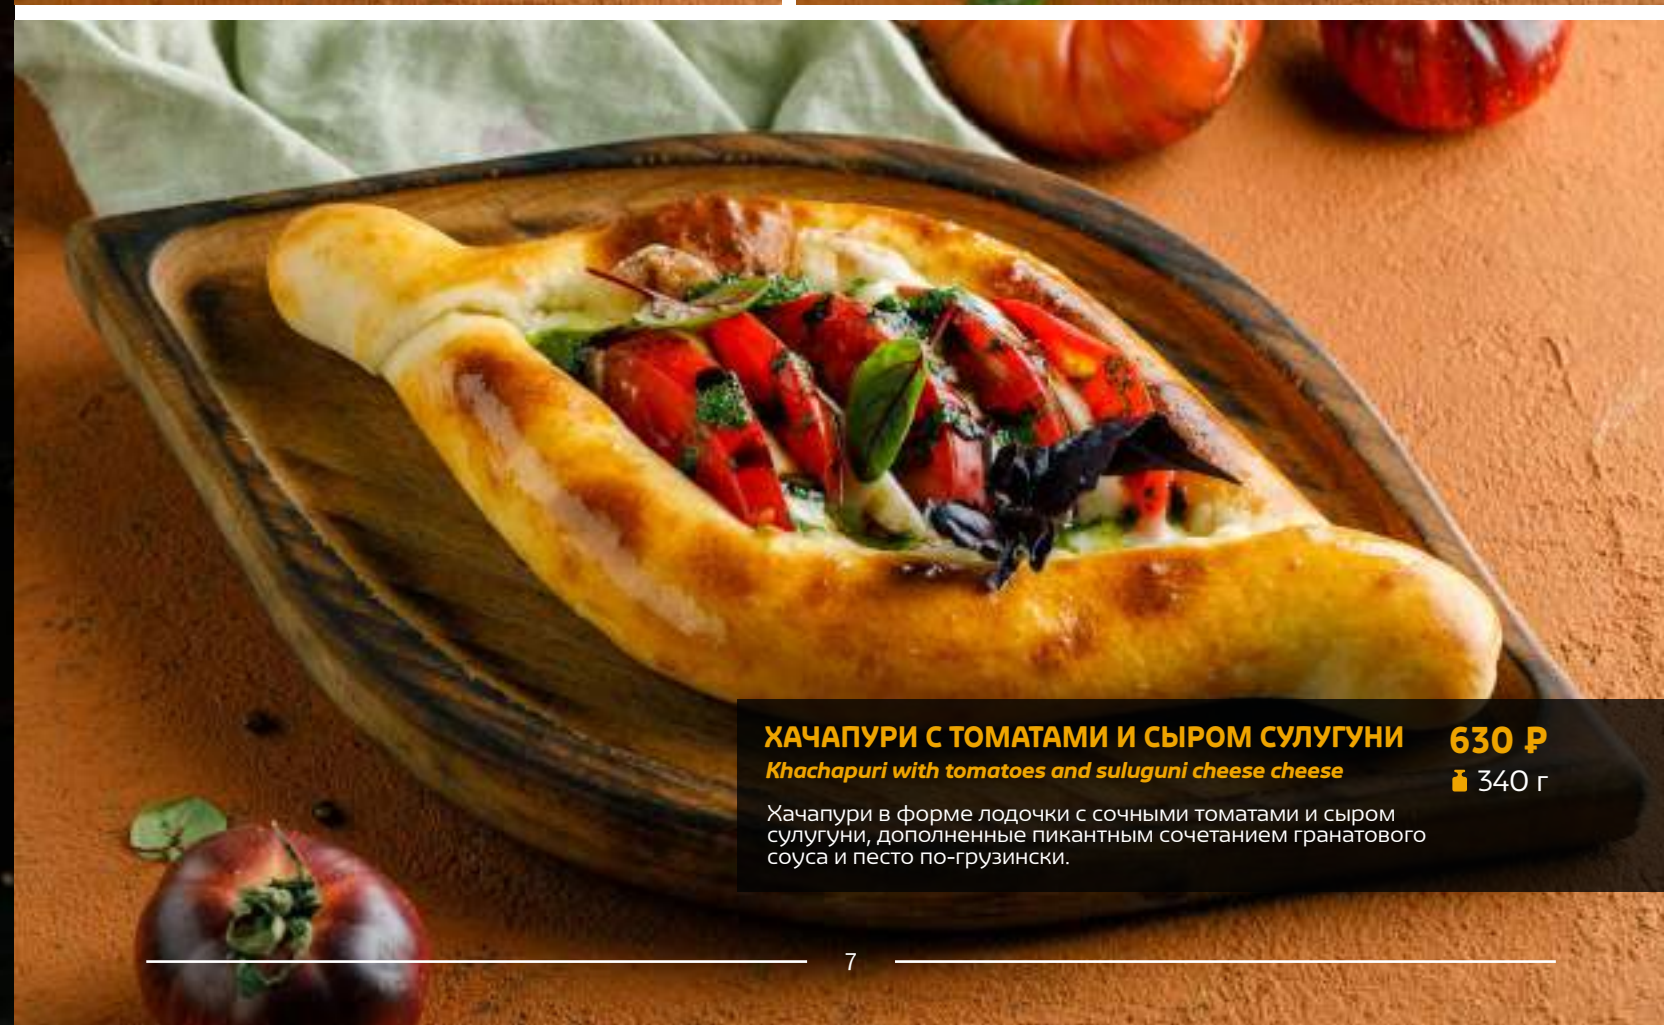 ХАЧАПУРИ С ТОМАТАМИ И СЫРОМ СУЛУГУНИ 630 ₽
Khachapuri with tomatoes and suluguni cheese cheese
340 г
Хачапури в форме лодочки с сочными томатами и сыром
сулугуни, дополненные пикантным сочетанием гранатового
соуса и песто по-грузински.
7